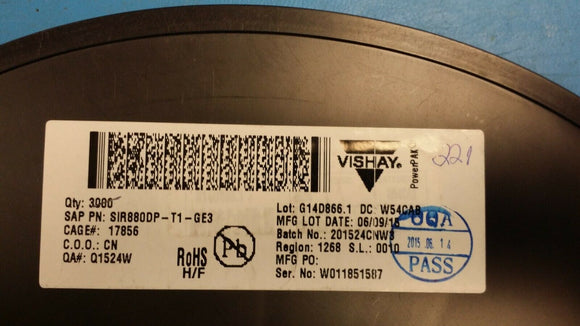 VISHAY.
PowerPAK
221
Qty: 3000
SAP PN: SIR880DP-T1-GE3
CAGE#: 17856
C.O.O.: CN
QA#: Q1524W
RoHS
H/F
Pb
Lot: G14D866.1 DC W54CAB
MFG LOT DATE: 06/09/15
Batch No.: 201524CNW3
Region: 1268 S.L.: 0010
MFG PO:
Ser. No: W011851587
OQA
2015.06.14
PASS